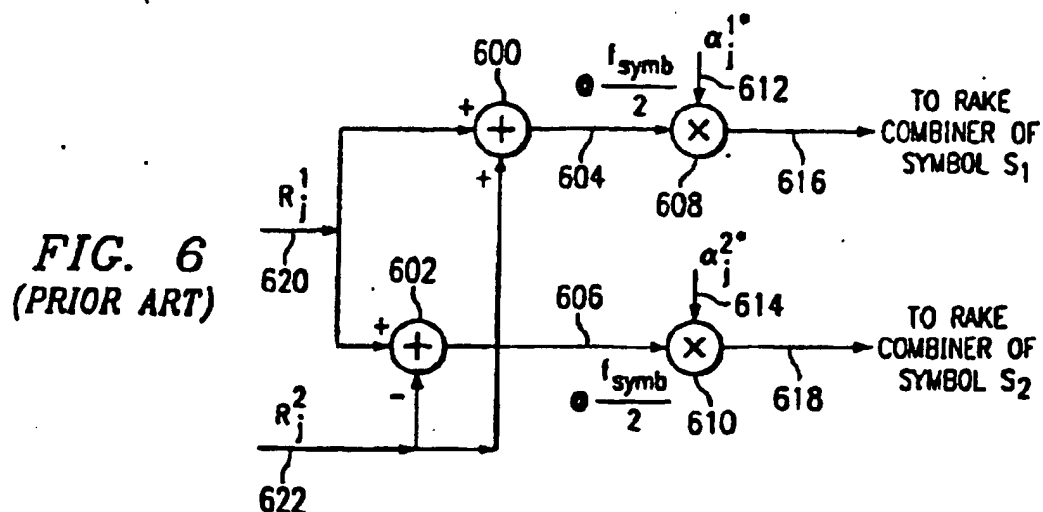 600
+
+
+
@ f_symb/2
α_j^1*
612
×
604
608
616
TO RAKE
COMBINER OF
SYMBOL S1
R_j^1
620
FIG. 6
(PRIOR ART)
602
+
+
-
606
@ f_symb/2
α_j^2*
614
×
610
618
TO RAKE
COMBINER OF
SYMBOL S2
R_j^2
622